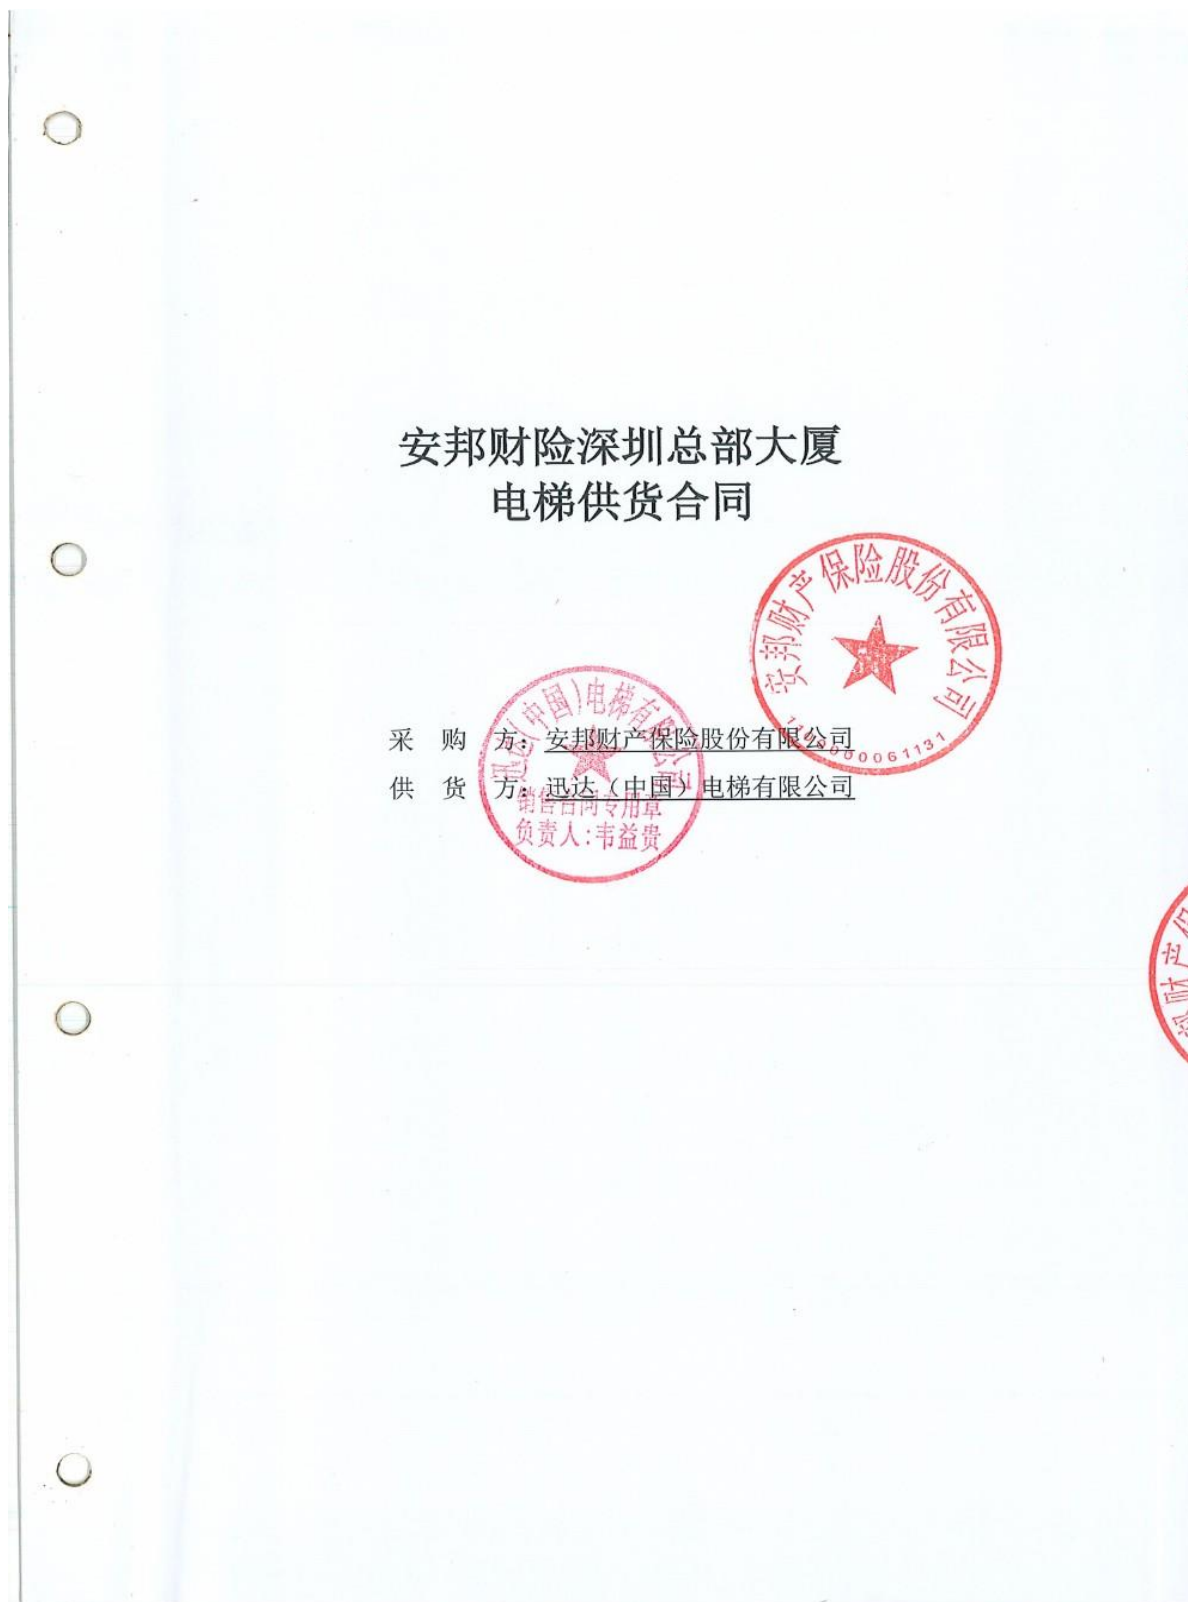 安邦财险深圳总部大厦
电梯供货合同
采 购 方：安邦财产保险股份有限公司
供 货 方：迅达（中国）电梯有限公司
安邦财产保险股份有限公司
迅达(中国)电梯有限公司
销售合同专用章
负责人:韦益贵
财产保